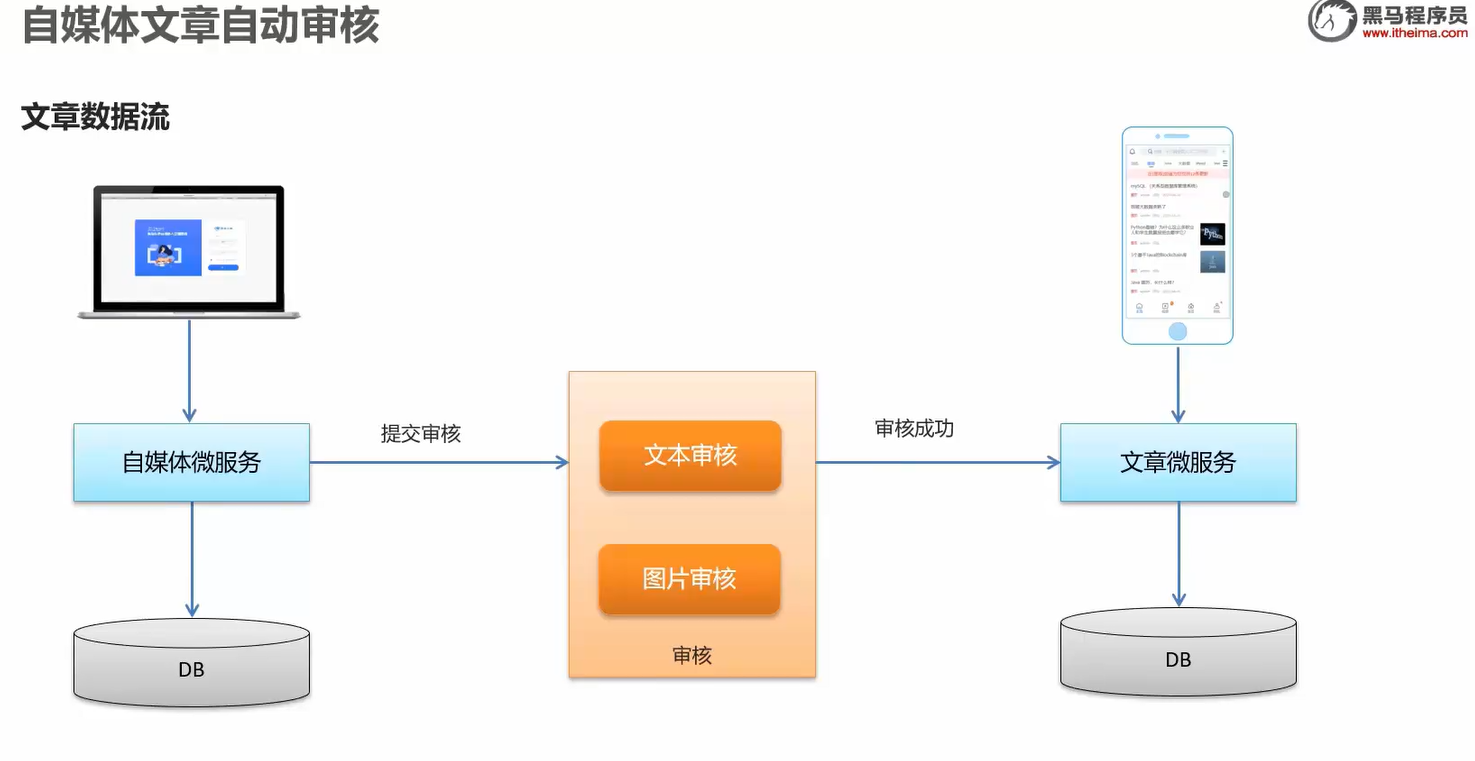 自媒体文章自动审核
黑马程序员
www.itheima.com
文章数据流
自媒体微服务
提交审核
文本审核
图片审核
审核
审核成功
文章微服务
DB
DB